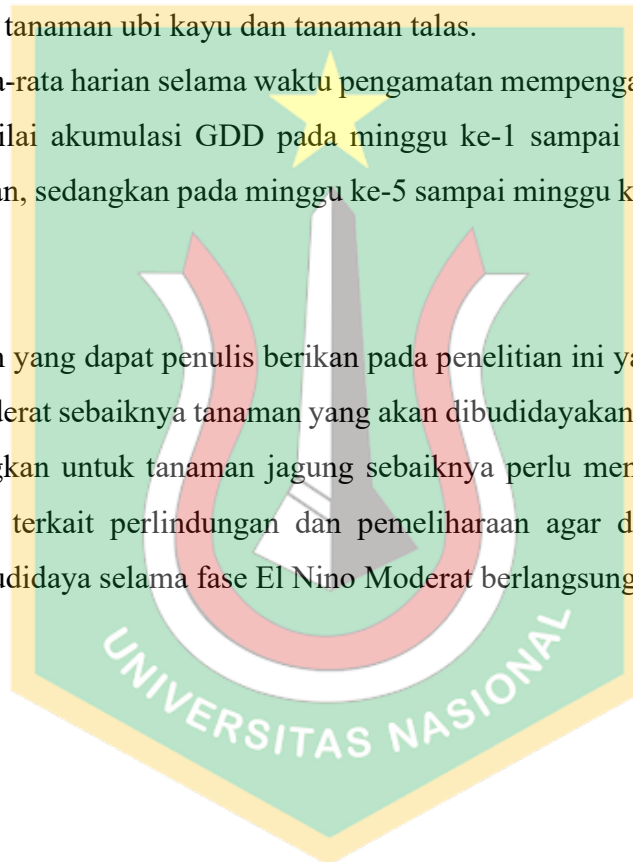 tanaman ubi kayu dan tanaman talas.
-rata harian selama waktu pengamatan mempenga
ilai akumulasi GDD pada minggu ke-1 sampai
an, sedangkan pada minggu ke-5 sampai minggu k
yang dapat penulis berikan pada penelitian ini ya
derat sebaiknya tanaman yang akan dibudidayakan
gkan untuk tanaman jagung sebaiknya perlu men
terkait perlindungan dan pemeliharaan agar d
udidaya selama fase El Nino Moderat berlangsung
UNIVERSITAS NASIONAL